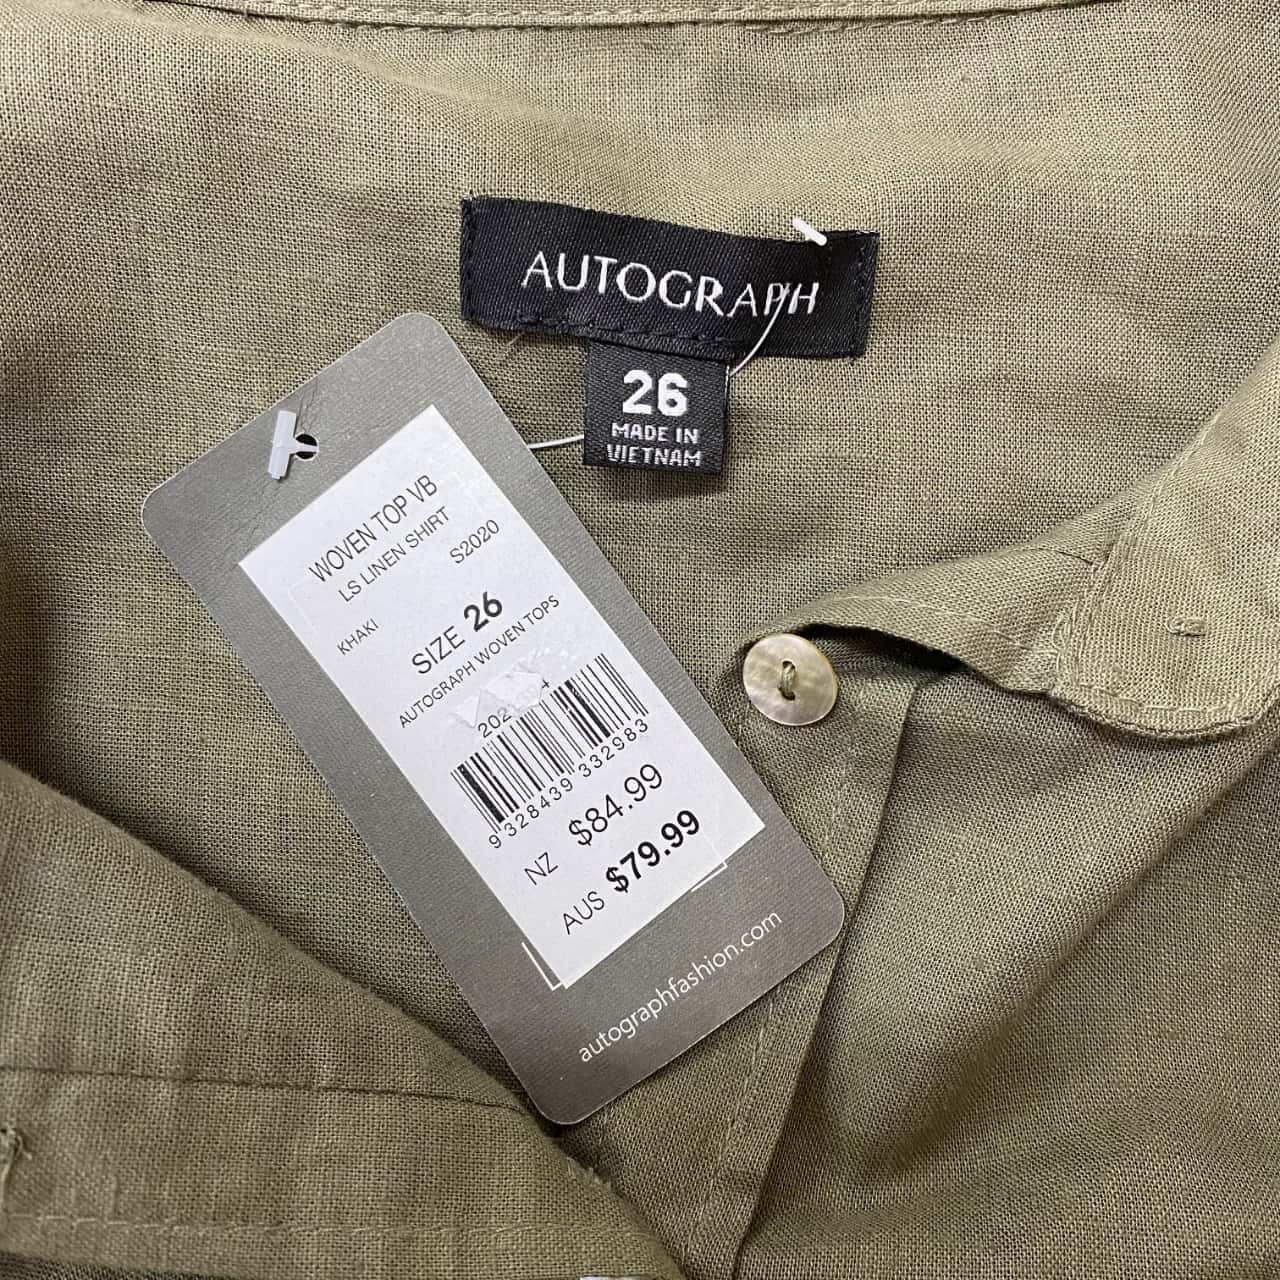 AUTOGRAPH
26
MADE IN
VIETNAM
WOVEN TOP VB
LS LINEN SHIRT
S2020
KHAKI
SIZE 26
AUTOGRAPH WOVEN TOPS
9 328439 332983
NZ $84.99
AUS $79.99
autographfashion.com